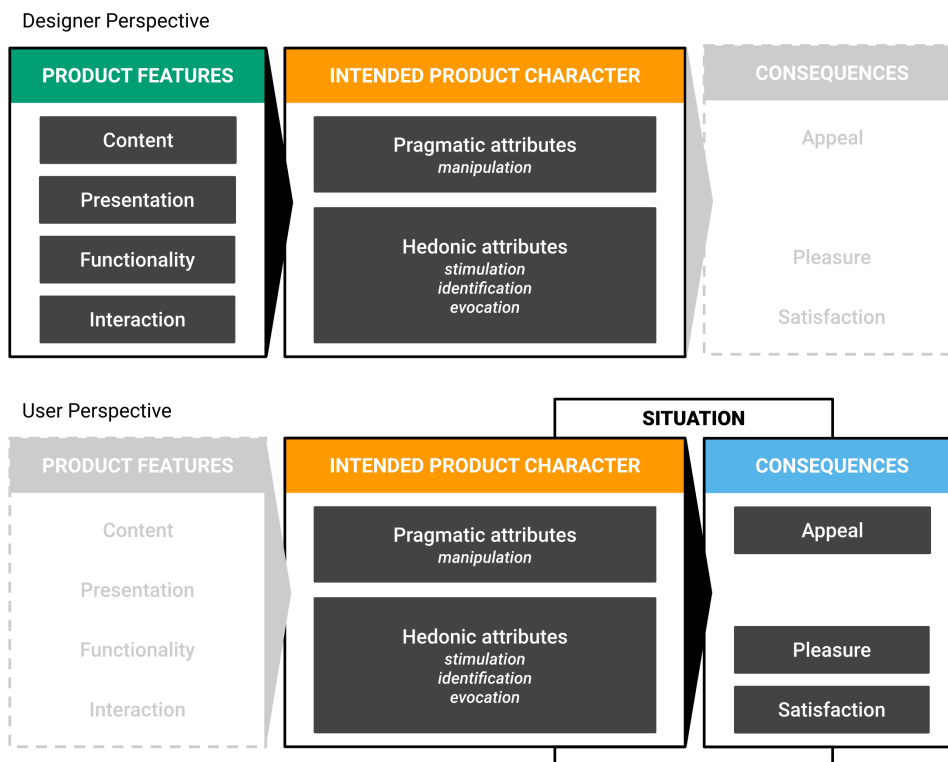 Designer Perspective
PRODUCT FEATURES
Content
Presentation
Functionality
Interaction
INTENDED PRODUCT CHARACTER
Pragmatic attributes
manipulation
Hedonic attributes
stimulation
identification
evocation
CONSEQUENCES
Appeal
Pleasure
Satisfaction
User Perspective
SITUATION
PRODUCT FEATURES
Content
Presentation
Functionality
Interaction
INTENDED PRODUCT CHARACTER
Pragmatic attributes
manipulation
Hedonic attributes
stimulation
identification
evocation
CONSEQUENCES
Appeal
Pleasure
Satisfaction